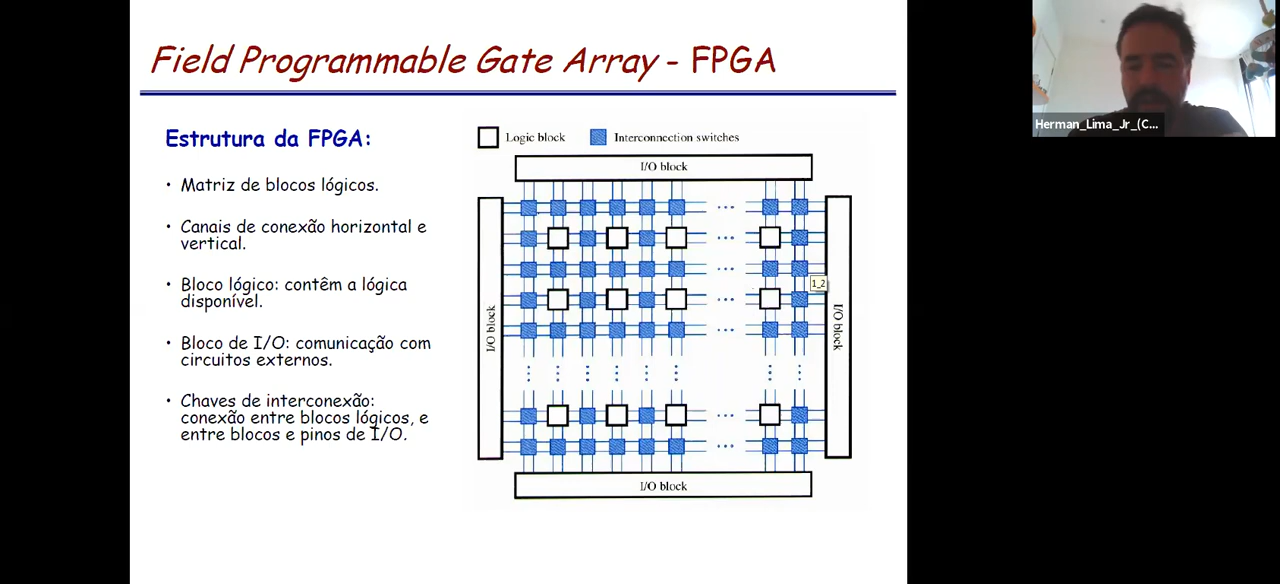 Field Programmable Gate Array - FPGA
Estrutura da FPGA:
• Matriz de blocos lógicos.
• Canais de conexão horizontal e
vertical.
• Bloco lógico: contêm a lógica
disponível.
• Bloco de I/O: comunicação com
circuitos externos.
• Chaves de interconexão:
conexão entre blocos lógicos, e
entre blocos e pinos de I/O.
Logic block
Interconnection switches
I/O block
I/O block
I/O block
I/O block
1_2
Herman_Lima_Jr_(C...